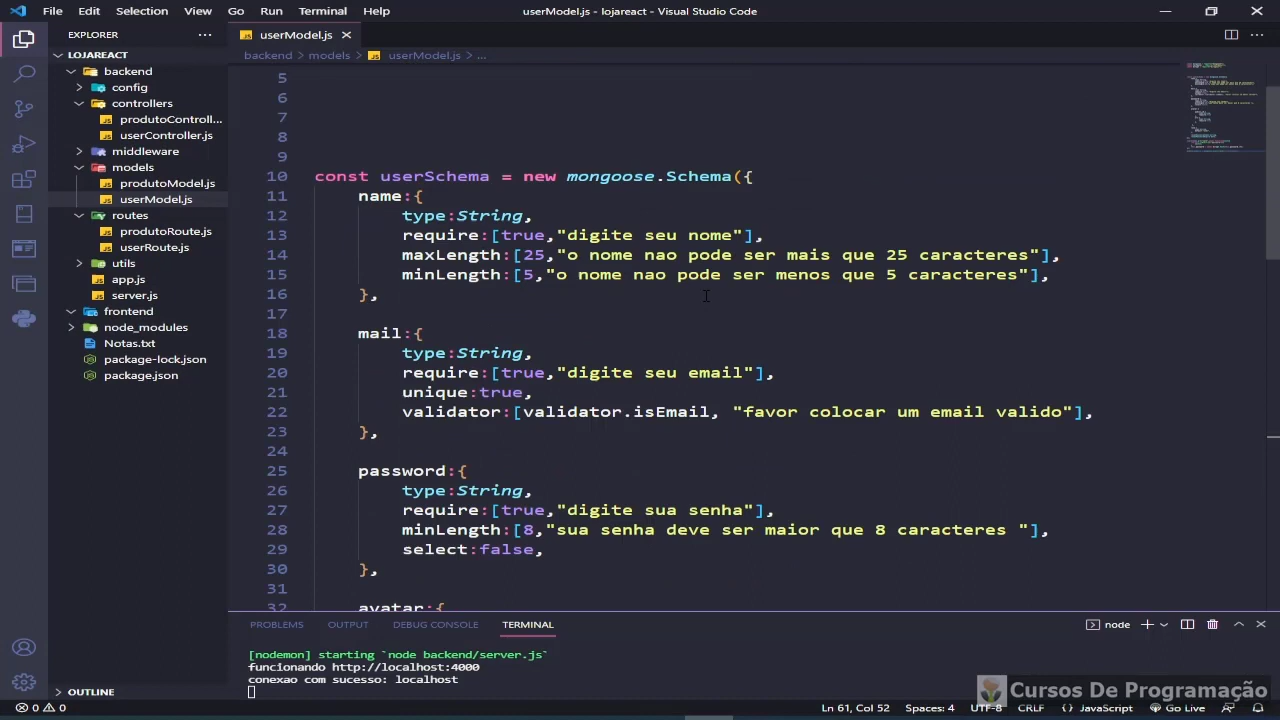 File Edit Selection View Go Run Terminal Help userModel.js - lojareact - Visual Studio Code
EXPLORER
LOJAREACT
backend
config
controllers
produtoControll...
userController.js
middleware
models
produtoModel.js
userModel.js
routes
produtoRoute.js
userRoute.js
utils
app.js
server.js
frontend
node_modules
Notas.txt
package-lock.json
package.json
OUTLINE
userModel.js
backend > models > userModel.js > ...
5
6
7
8
9
10 const userSchema = new mongoose.Schema({
11 name:{
12 type:String,
13 require:[true,"digite seu nome"],
14 maxLength:[25,"o nome nao pode ser mais que 25 caracteres"],
15 minLength:[5,"o nome nao pode ser menos que 5 caracteres"],
16 },
17
18 mail:{
19 type:String,
20 require:[true,"digite seu email"],
21 unique:true,
22 validator:[validator.isEmail, "favor colocar um email valido"],
23 },
24
25 password:{
26 type:String,
27 require:[true,"digite sua senha"],
28 minLength:[8,"sua senha deve ser maior que 8 caracteres "],
29 select:false,
30 },
31
32 avatar:{
PROBLEMS OUTPUT DEBUG CONSOLE TERMINAL node
[nodemon] starting `node backend/server.js`
funcionando http://localhost:4000
conexao com sucesso: localhost
Cursos De Programação
0 0 Ln 61, Col 52 Spaces: 4 UTF-8 CRLF {} JavaScript Go Live